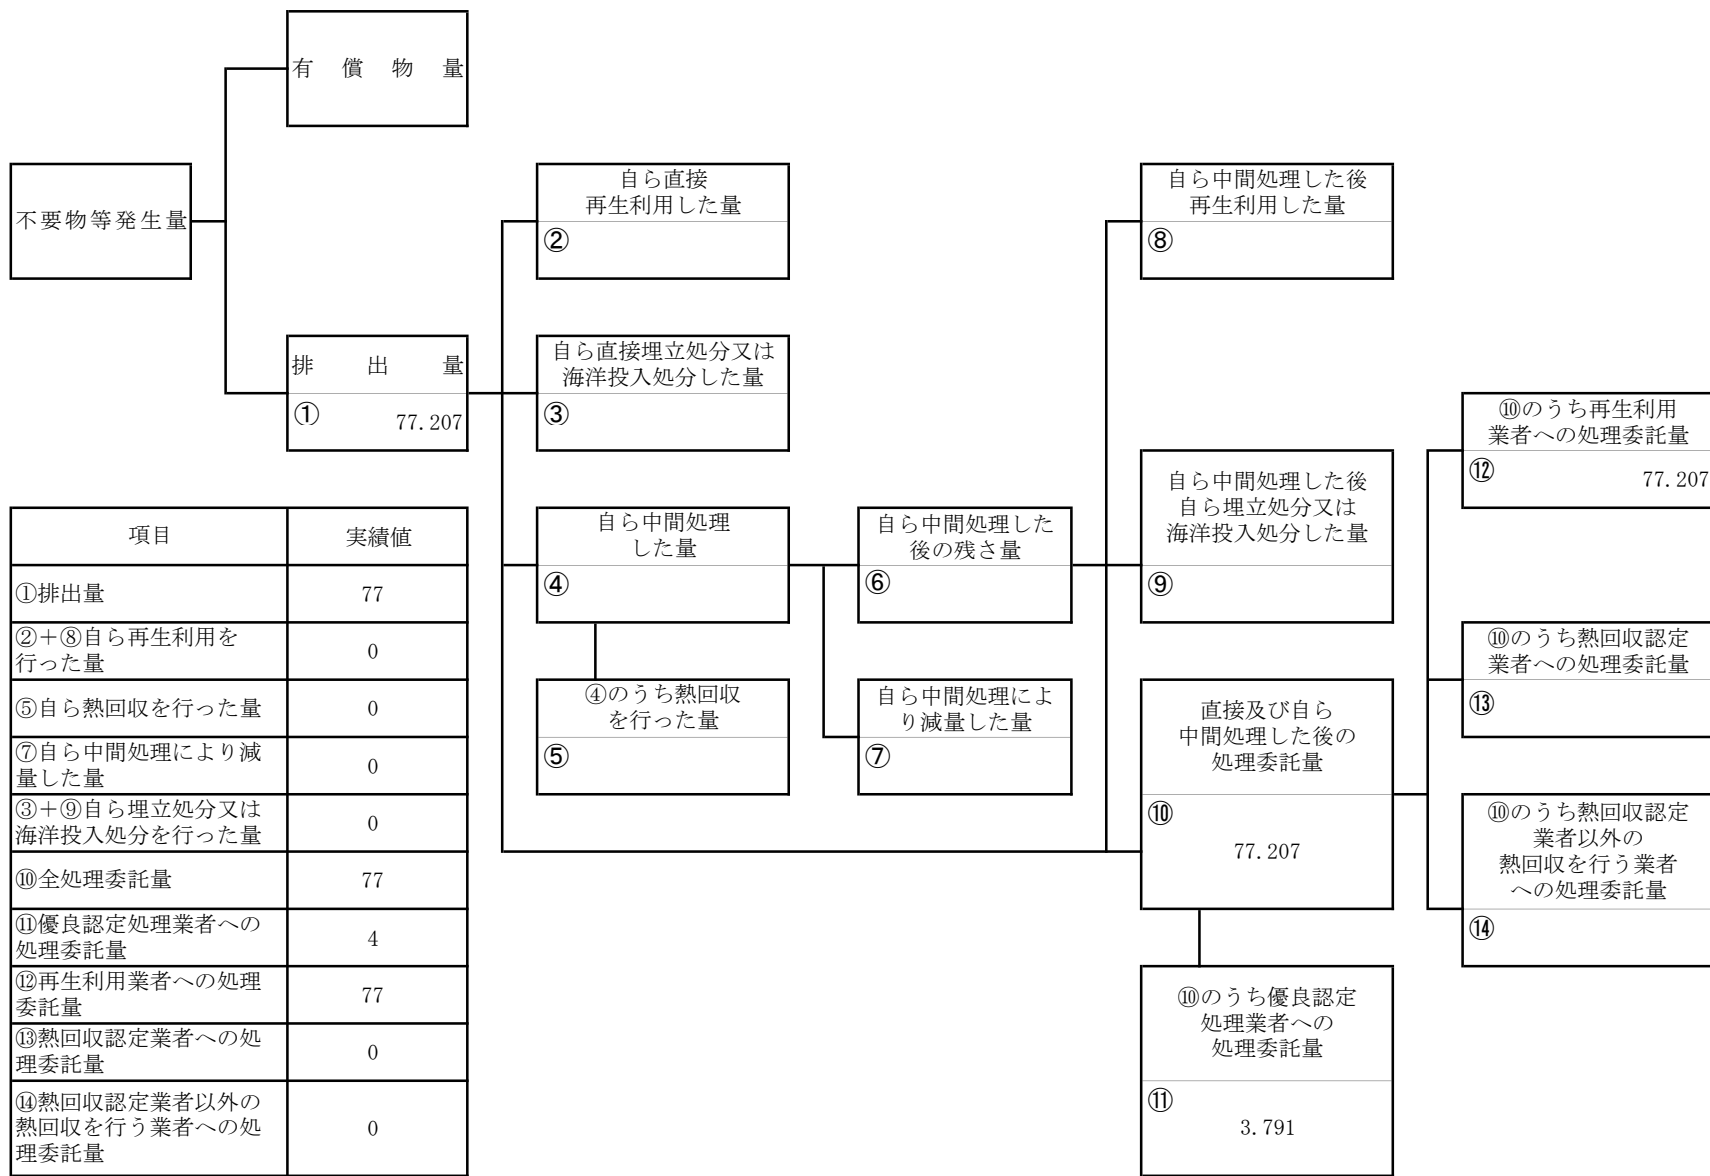 有償物量
不要物等発生量
排出量
① 77.207
自ら直接
再生利用した量
②
自ら直接埋立処分又は
海洋投入処分した量
③
自ら中間処理
した量
④
④のうち熱回収
を行った量
⑤
自ら中間処理した
後の残さ量
⑥
自ら中間処理によ
り減量した量
⑦
自ら中間処理した後
再生利用した量
⑧
自ら中間処理した後
自ら埋立処分又は
海洋投入処分した量
⑨
直接及び自ら
中間処理した後の
処理委託量
⑩
77.207
⑩のうち優良認定
処理業者への
処理委託量
⑪
3.791
⑩のうち再生利用
業者への処理委託量
⑫ 77.207
⑩のうち熱回収認定
業者への処理委託量
⑬
⑩のうち熱回収認定
業者以外の
熱回収を行う業者
への処理委託量
⑭
項目 実績値
①排出量 77
②+⑧自ら再生利用を
行った量 0
⑤自ら熱回収を行った量 0
⑦自ら中間処理により減
量した量 0
③+⑨自ら埋立処分又は
海洋投入処分を行った量 0
⑩全処理委託量 77
⑪優良認定処理業者への
処理委託量 4
⑫再生利用業者への処理
委託量 77
⑬熱回収認定業者への処
理委託量 0
⑭熱回収認定業者以外の
熱回収を行う業者への処 0
理委託量